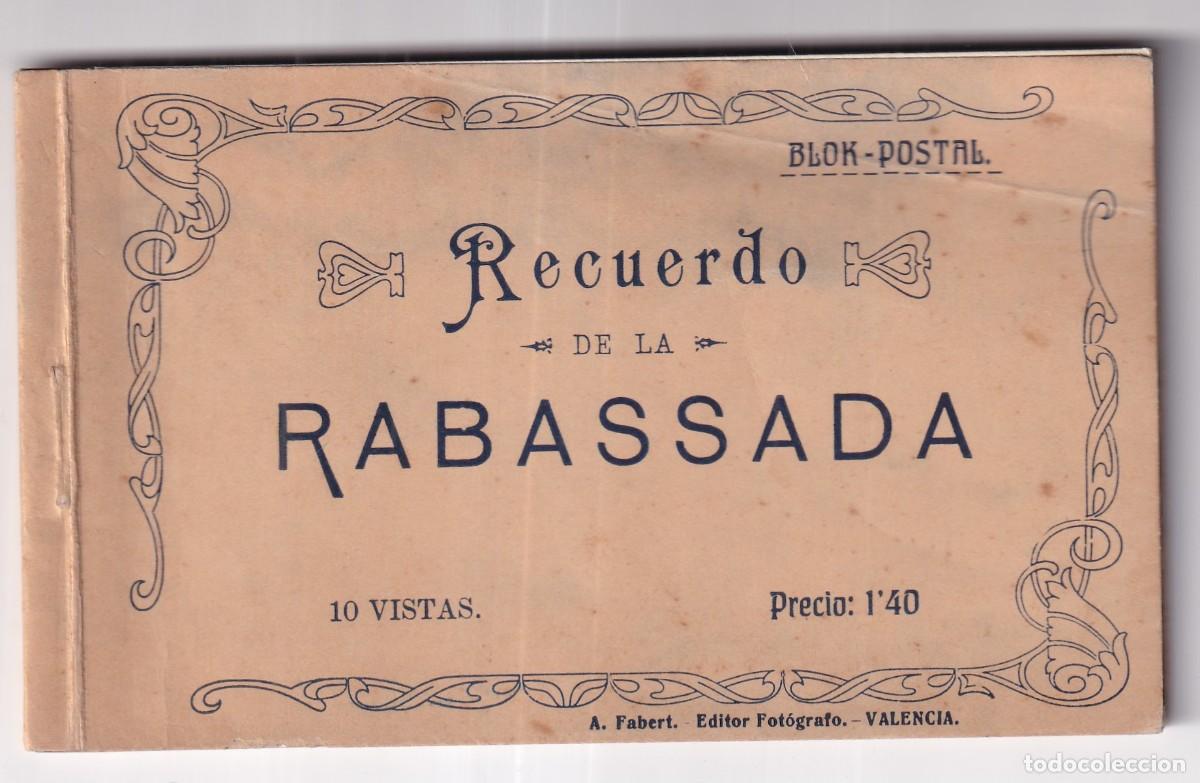 BLOK-POSTAL.
Recuerdo
DE LA
RABASSADA
10 VISTAS.
Precio: 1'40
A. Fabert. - Editor Fotógrafo. - VALENCIA.
todocoleccion